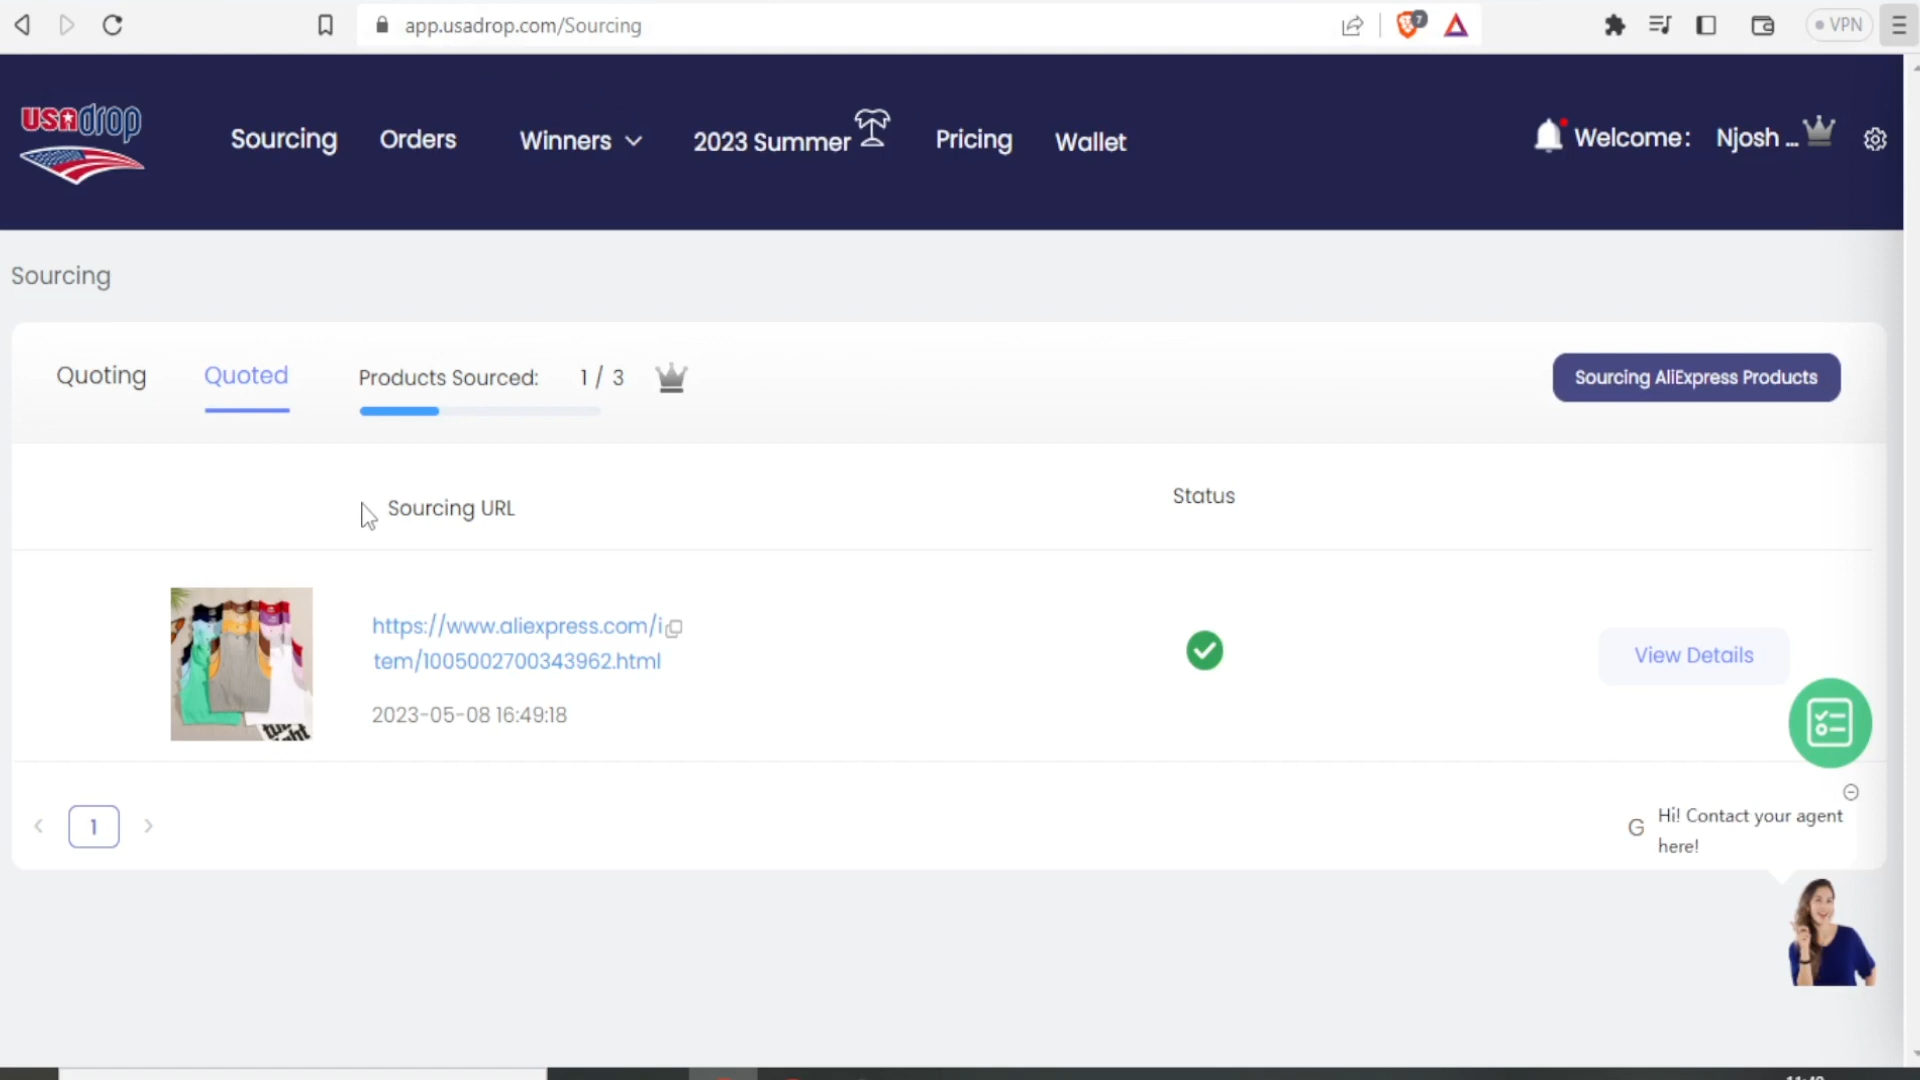 app.usadrop.com/Sourcing
7
VPN
usadrop
Sourcing
Orders
Winners
2023 Summer
Pricing
Wallet
Welcome:
Njosh ...
Sourcing
Quoting
Quoted
Products Sourced:
1 / 3
Sourcing AliExpress Products
Sourcing URL
Status
https://www.aliexpress.com/i
tem/1005002700343962.html
2023-05-08 16:49:18
View Details
1
G
Hi! Contact your agent
here!